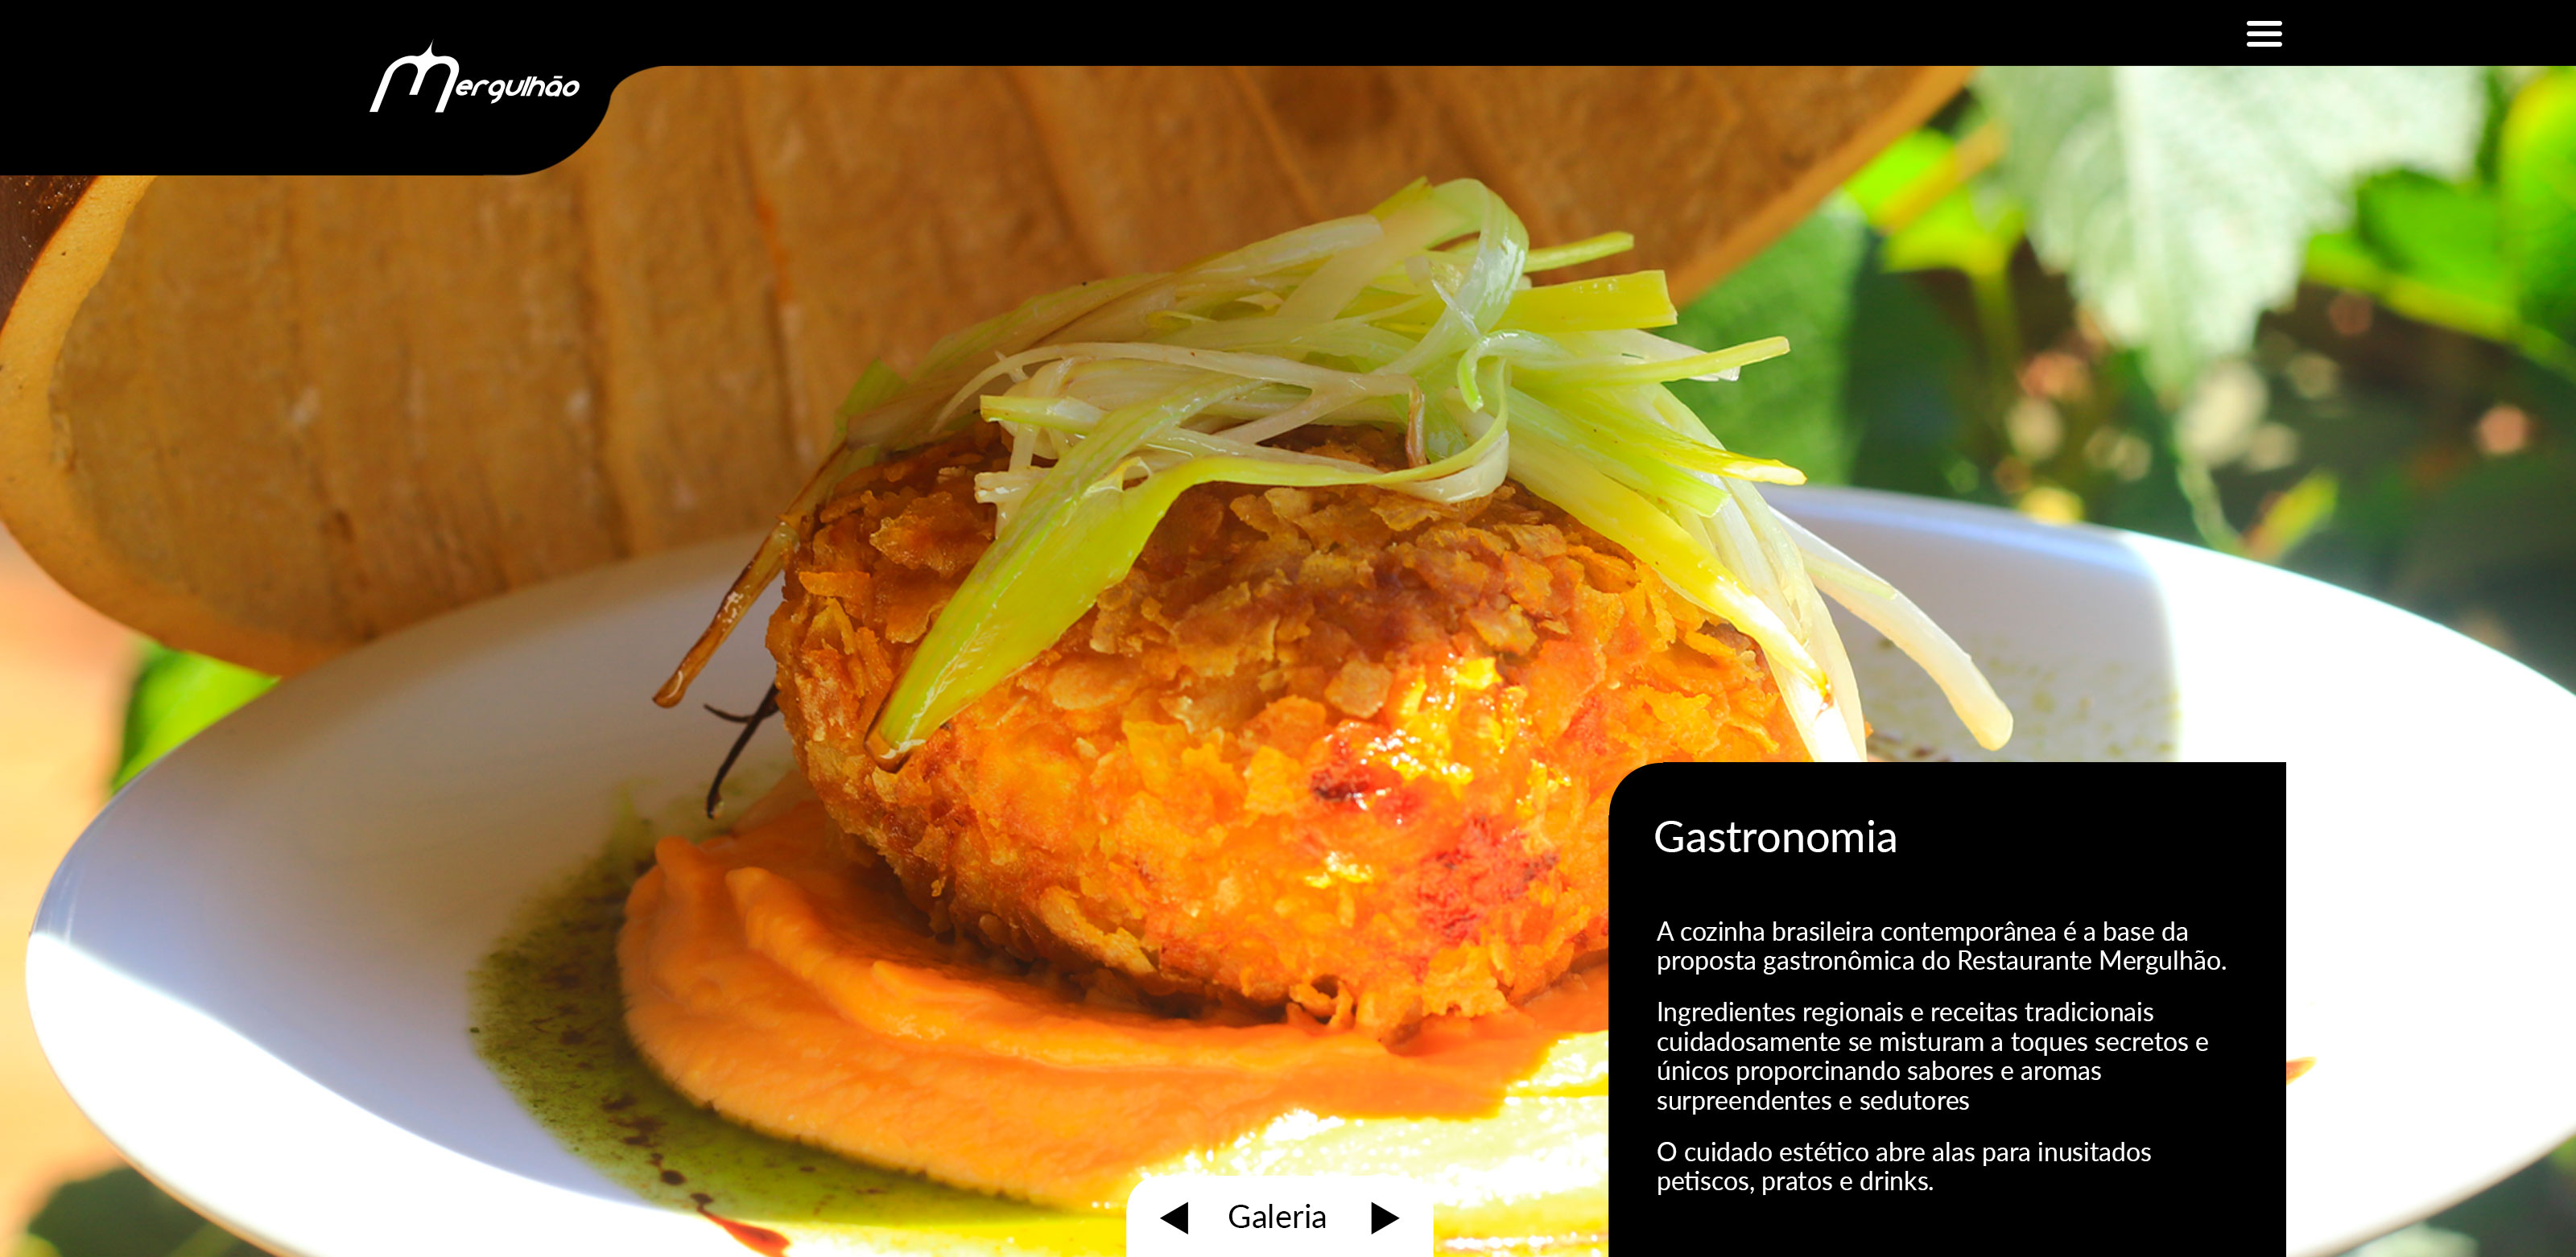 Mergulhão
Gastronomia
A cozinha brasileira contemporânea é a base da
proposta gastronômica do Restaurante Mergulhão.
Ingredientes regionais e receitas tradicionais
cuidadosamente se misturam a toques secretos e
únicos proporcinando sabores e aromas
surpreendentes e sedutores
O cuidado estético abre alas para inusitados
petiscos, pratos e drinks.
Galeria